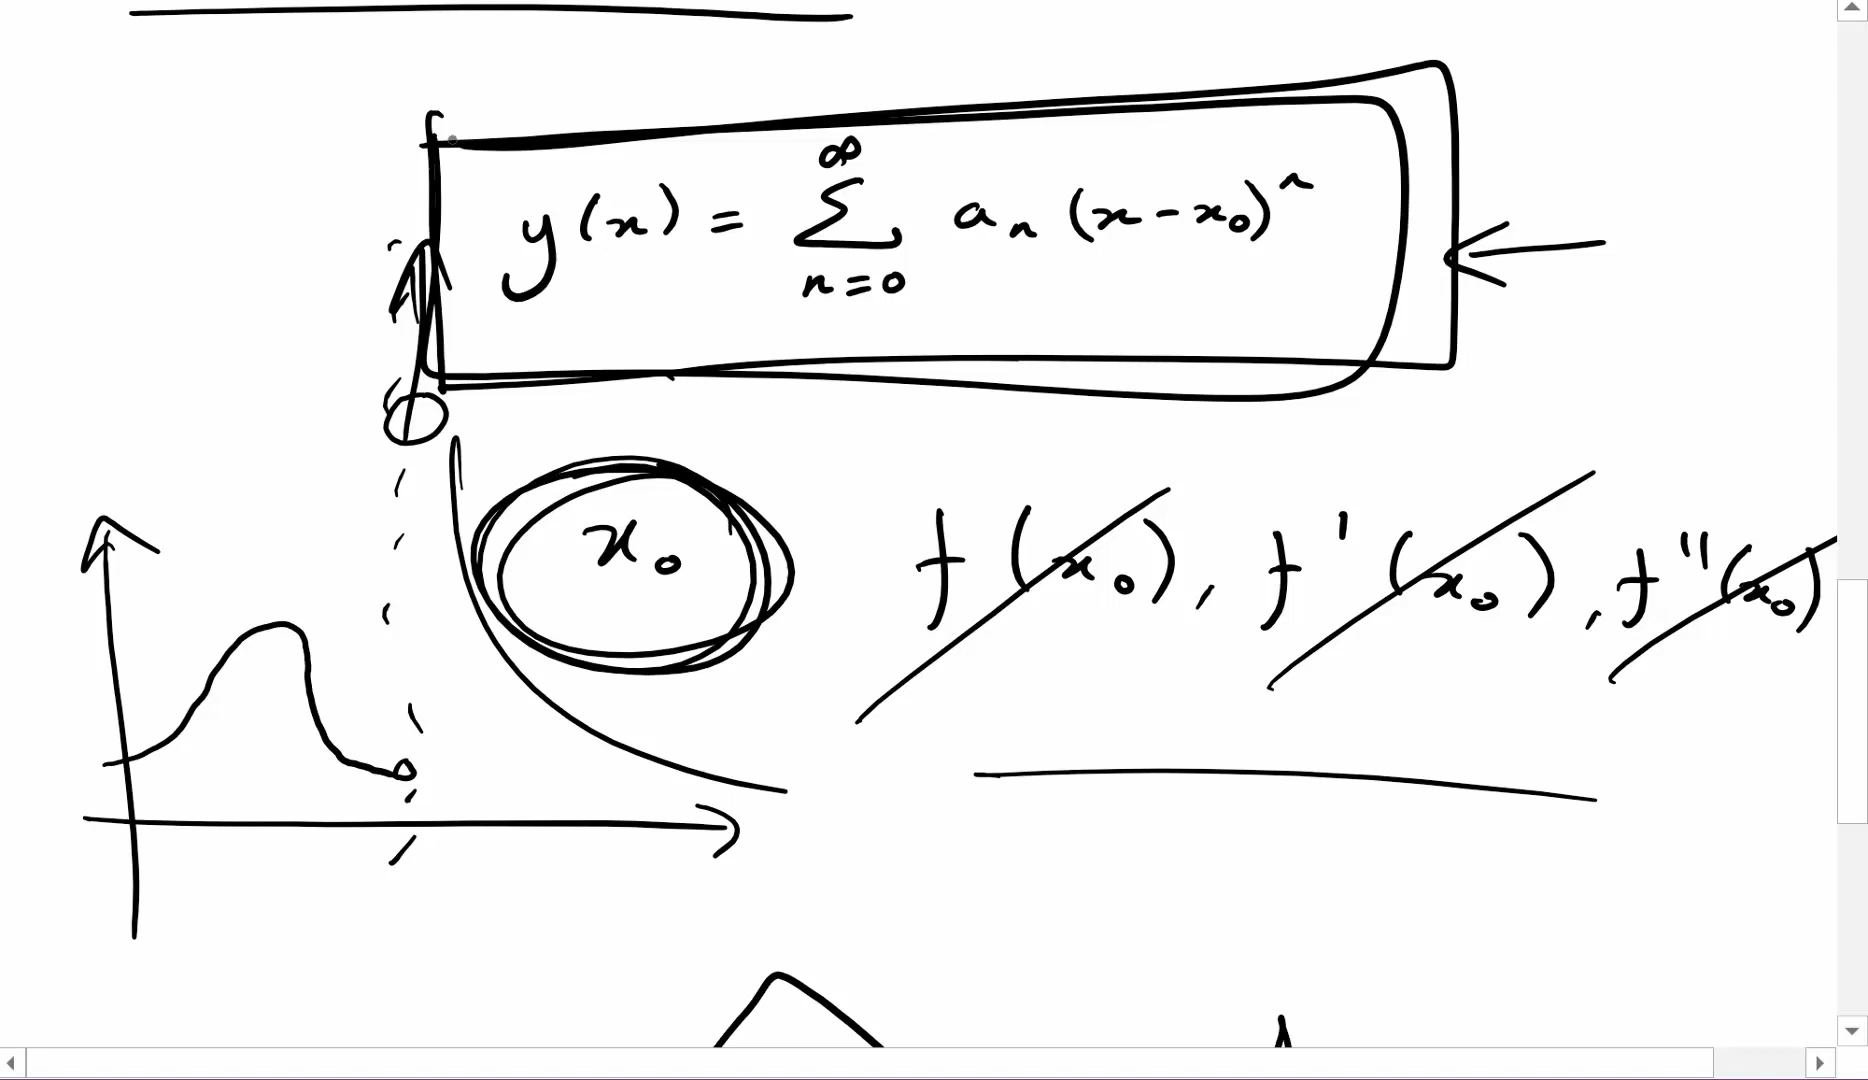 y(x) = ∞ Σ n=0 a_n (x-x_0)^n
x_0 f(x_0), f'(x_0), f''(x_0)